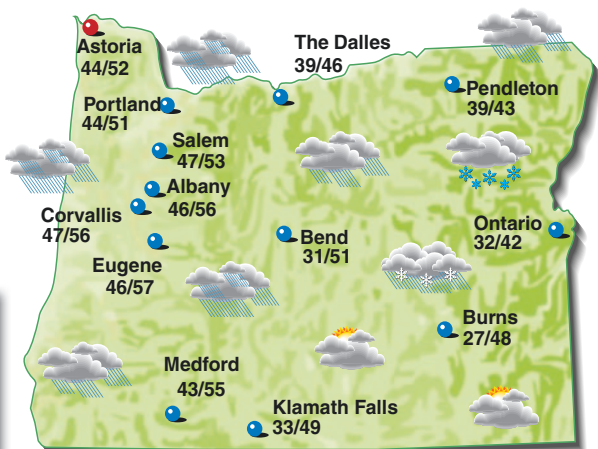 Astoria
44/52
The Dalles
39/46
Pendleton
39/43
Portland
44/51
Salem
47/53
Albany
46/56
Corvallis
47/56
Eugene
46/57
Bend
31/51
Ontario
32/42
Burns
27/48
Medford
43/55
Klamath Falls
33/49